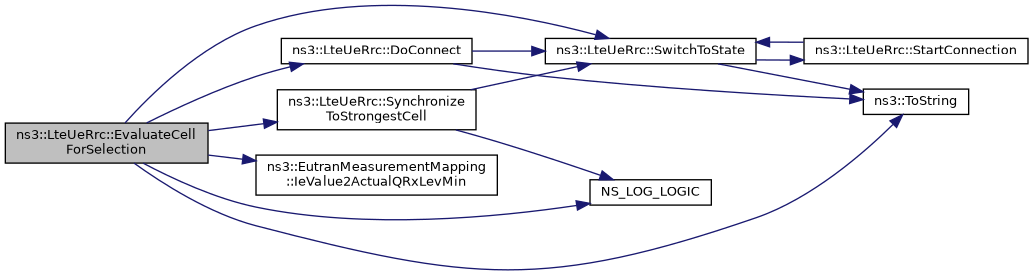 ns3::LteUeRrc::EvaluateCell
ForSelection
ns3::LteUeRrc::DoConnect
ns3::LteUeRrc::Synchronize
ToStrongestCell
ns3::EutranMeasurementMapping
::IeValue2ActualQRxLevMin
ns3::LteUeRrc::SwitchToState
NS_LOG_LOGIC
ns3::LteUeRrc::StartConnection
ns3::ToString